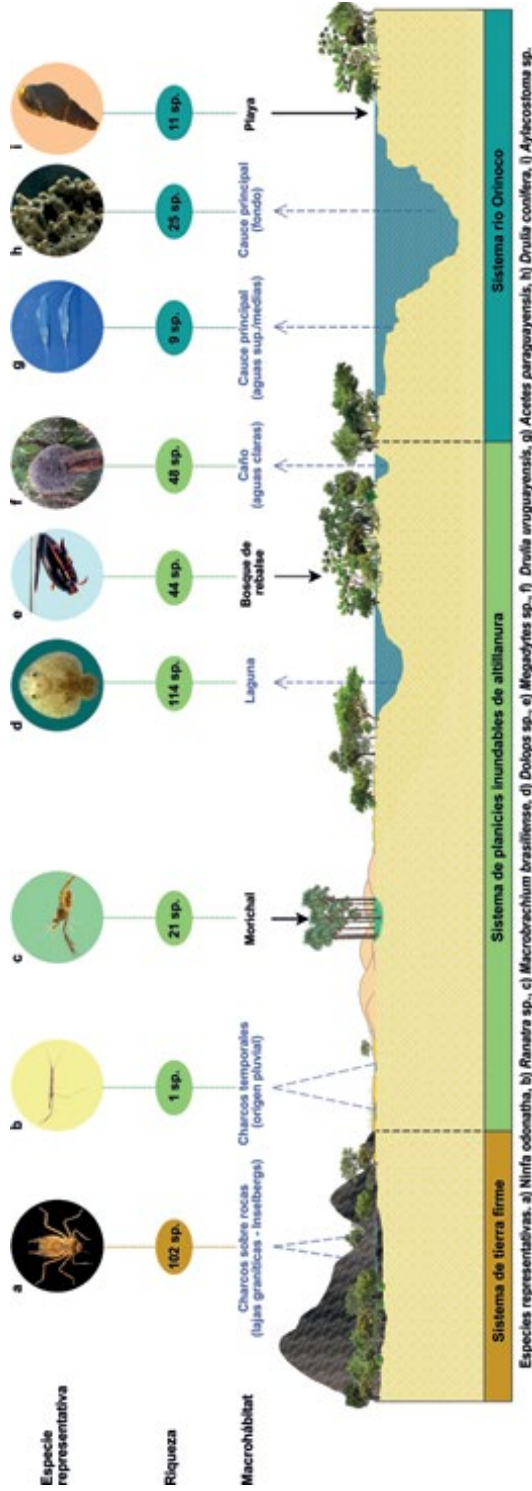 Especie
representativa
a
b
c
d
e
f
g
h
i
Riqueza
102 sp.
1 sp.
21 sp.
114 sp.
44 sp.
48 sp.
9 sp.
25 sp.
11 sp.
Macrohábitat
Charcos sobre rocas
(lajas graníticas - Inselbergs)
Charcos temporales
(origen pluvial)
Morichal
Laguna
Bosque de
rebalse
Caño
(aguas claras)
Cauce principal
(aguas sup./medias)
Cauce principal
(fondo)
Playa
Sistema de tierra firme
Sistema de planicies inundables de altillanura
Sistema río Orinoco
Especies representativas. a) Ninfa odonatha, b) Runatra sp., c) Macrobrachium brasiliense, d) Dolops sp., e) Megadytes sp., f) Drulia uruguayensis, g) Acetes paraguayensis, h) Drulia conifera, i) Aylacostoma sp.